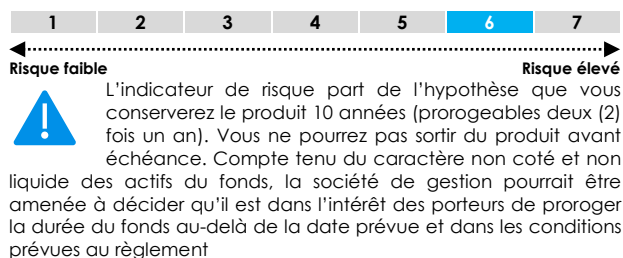 1 2 3 4 5 6 7
Risque faible Risque élevé
L'indicateur de risque part de l'hypothèse que vous
conserverez le produit 10 années (prorogeables deux (2)
fois un an). Vous ne pourrez pas sortir du produit avant
échéance. Compte tenu du caractère non coté et non
liquide des actifs du fonds, la société de gestion pourrait être
amenée à décider qu'il est dans l'intérêt des porteurs de proroger
la durée du fonds au-delà de la date prévue et dans les conditions
prévues au règlement